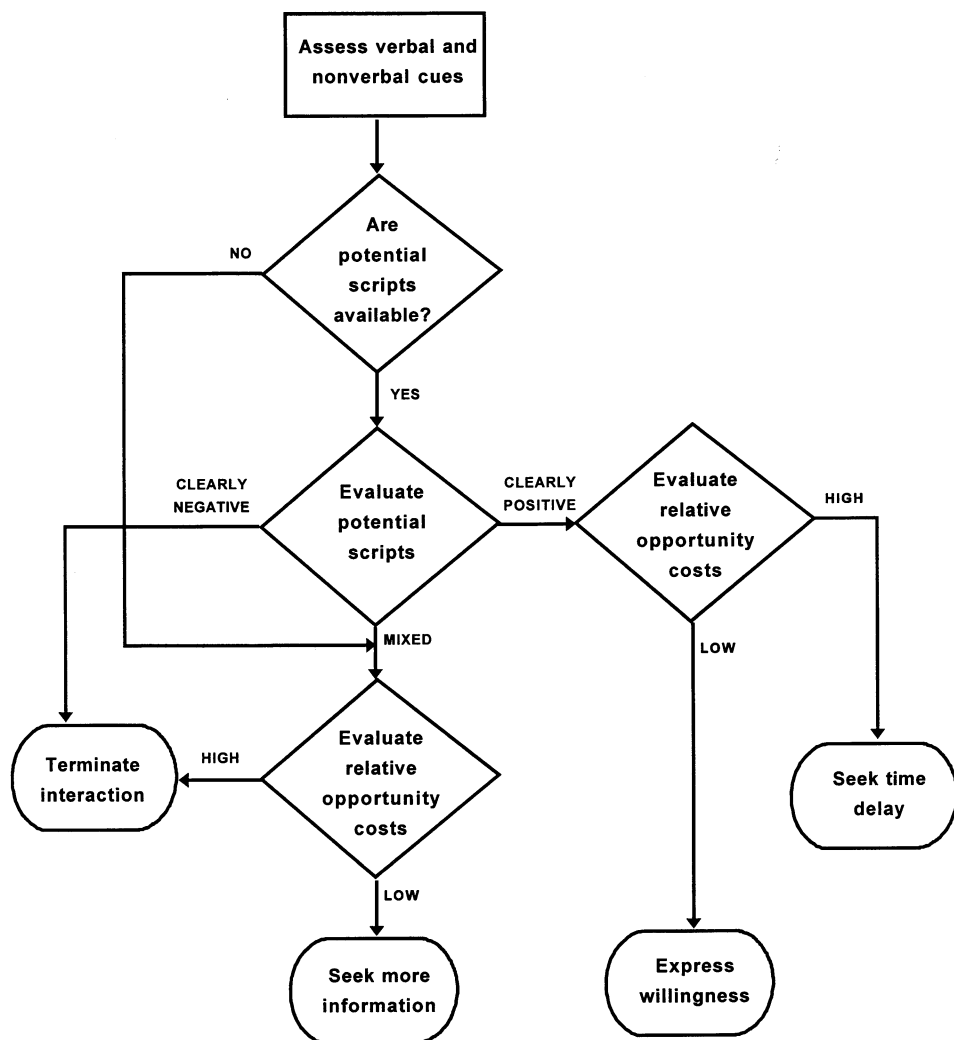 Assess verbal and
nonverbal cues
Are
potential
scripts
available?
NO
YES
CLEARLY
NEGATIVE
Evaluate
potential
scripts
CLEARLY
POSITIVE
Evaluate
relative
opportunity
costs
HIGH
MIXED
LOW
Terminate
interaction
HIGH
Evaluate
relative
opportunity
costs
Seek time
delay
LOW
Seek more
information
Express
willingness